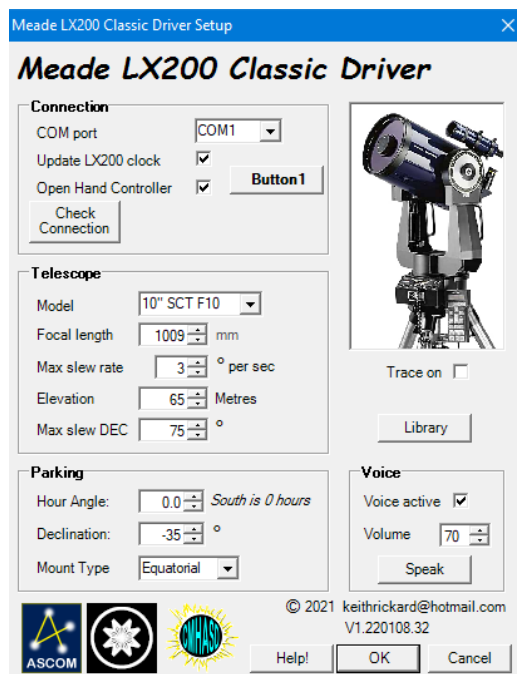 Meade LX200 Classic Driver Setup
Meade LX200 Classic Driver
Connection
COM port COM1
Update LX200 clock
Open Hand Controller
Button1
Check
Connection
Telescope
Model 10" SCT F10
Focal length 1009 mm
Max slew rate 3 ° per sec
Elevation 65 Metres
Max slew DEC 75 °
Trace on
Library
Parking
Hour Angle: 0.0 South is 0 hours
Declination: -35 °
Mount Type Equatorial
Voice
Voice active
Volume 70
Speak
ASCOM
CMHASD
© 2021 keithrickard@hotmail.com
V1.220108.32
Help! OK Cancel